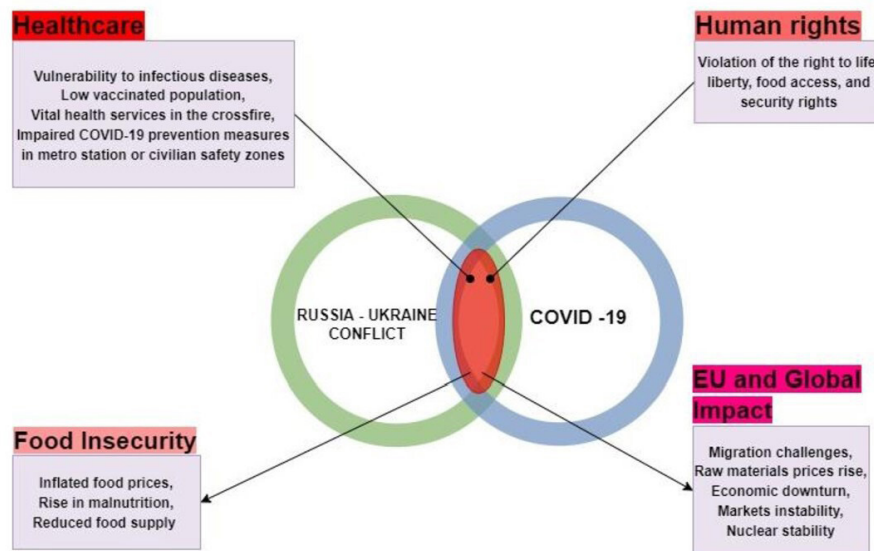 Healthcare
Vulnerability to infectious diseases,
Low vaccinated population,
Vital health services in the crossfire,
Impaired COVID-19 prevention measures
in metro station or civilian safety zones
Human rights
Violation of the right to life
liberty, food access, and
security rights
RUSSIA - UKRAINE
CONFLICT
COVID -19
Food Insecurity
Inflated food prices,
Rise in malnutrition,
Reduced food supply
EU and Global
Impact
Migration challenges,
Raw materials prices rise,
Economic downturn,
Markets instability,
Nuclear stability